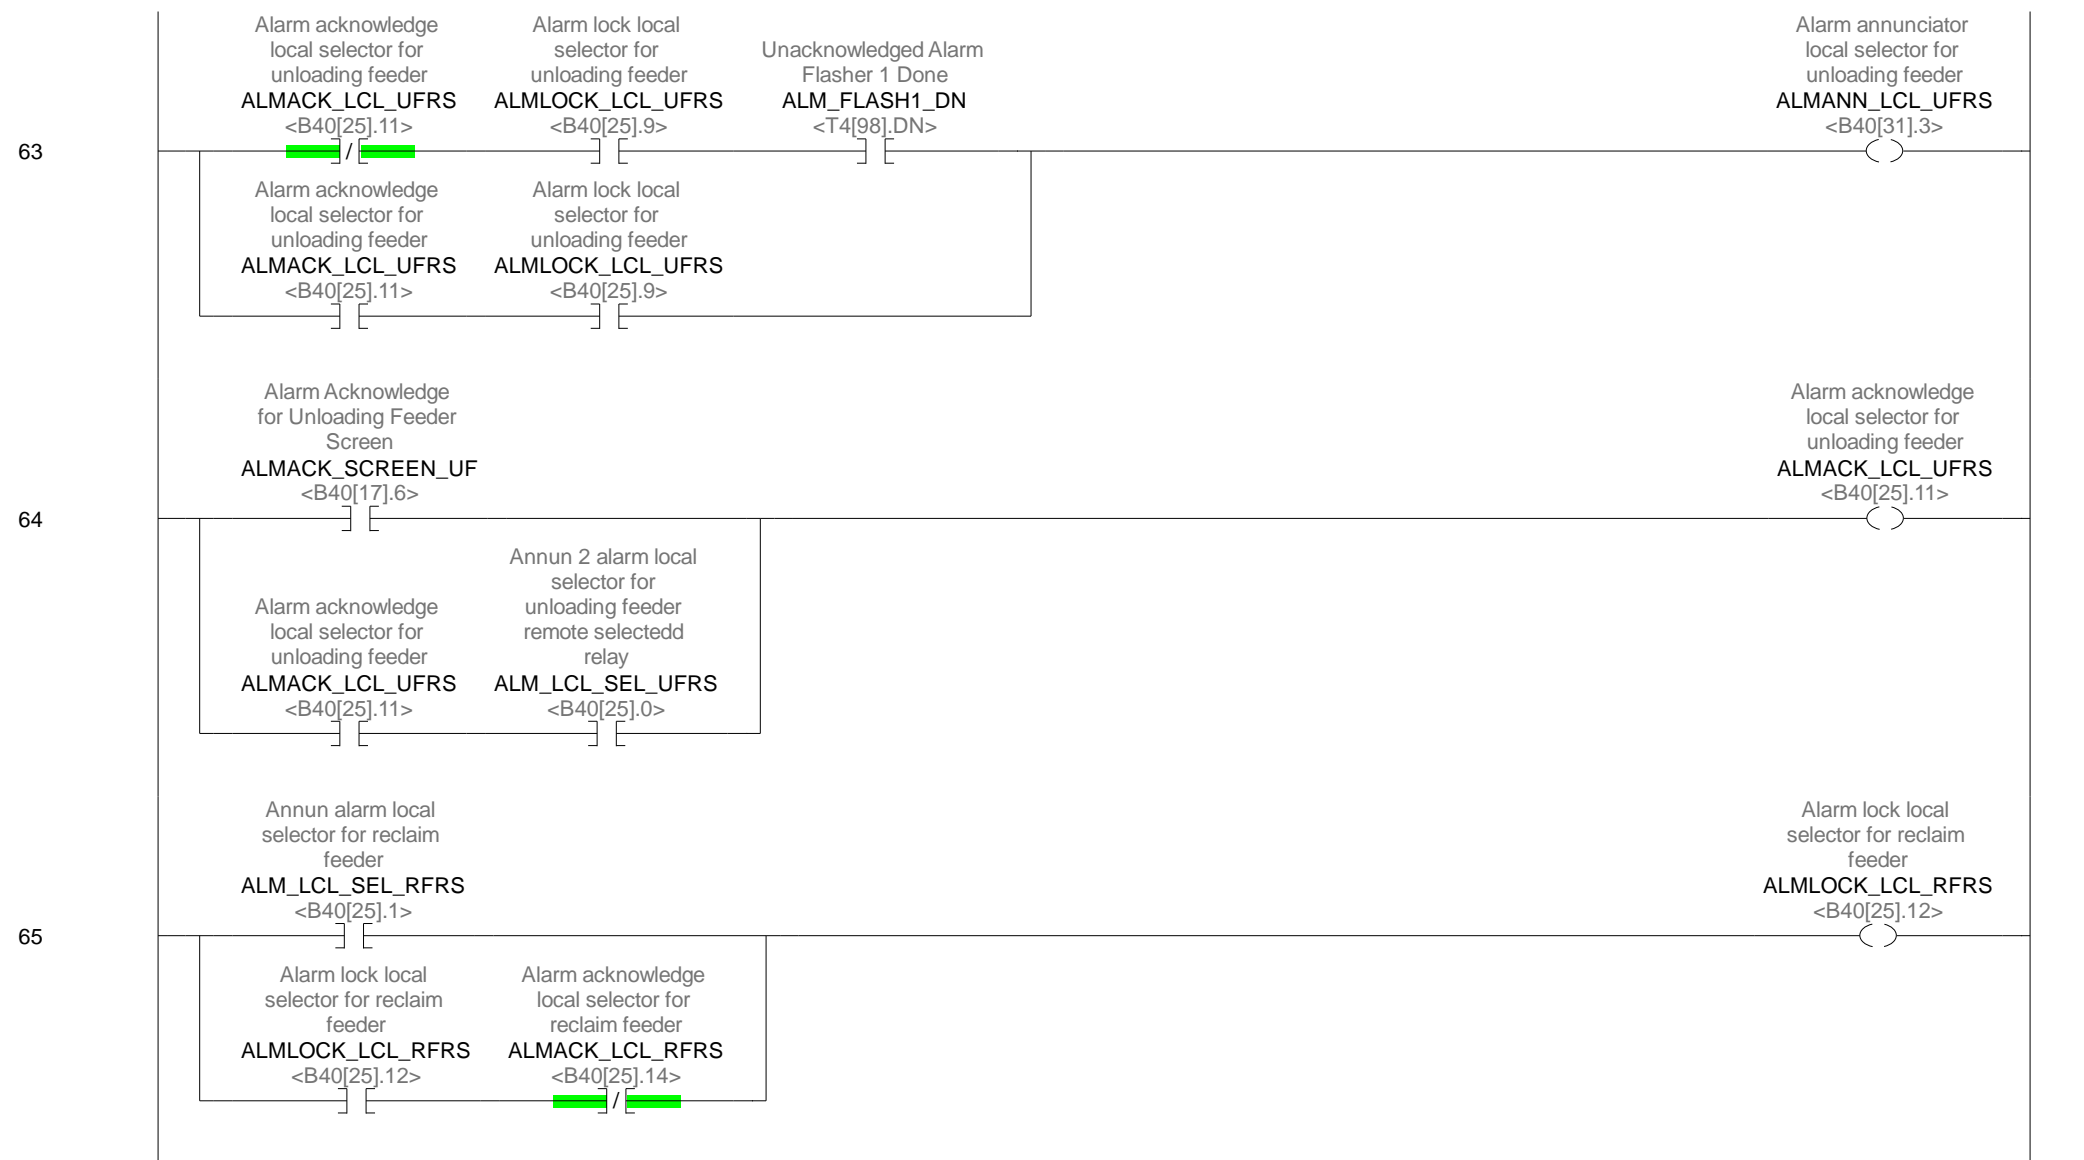 Alarm acknowledge
local selector for
unloading feeder
ALMACK_LCL_UFRS
<B40[25].11>
Alarm lock local
selector for
unloading feeder
ALMLOCK_LCL_UFRS
<B40[25].9>
Unacknowledged Alarm
Flasher 1 Done
ALM_FLASH1_DN
<T4[98].DN>
Alarm annunciator
local selector for
unloading feeder
ALMANN_LCL_UFRS
<B40[31].3>
63
/
Alarm acknowledge
local selector for
unloading feeder
ALMACK_LCL_UFRS
<B40[25].11>
Alarm lock local
selector for
unloading feeder
ALMLOCK_LCL_UFRS
<B40[25].9>
Alarm Acknowledge
for Unloading Feeder
Screen
ALMACK_SCREEN_UF
<B40[17].6>
Alarm acknowledge
local selector for
unloading feeder
ALMACK_LCL_UFRS
<B40[25].11>
64
Alarm acknowledge
local selector for
unloading feeder
ALMACK_LCL_UFRS
<B40[25].11>
Annun 2 alarm local
selector for
unloading feeder
remote selectedd
relay
ALM_LCL_SEL_UFRS
<B40[25].0>
Annun alarm local
selector for reclaim
feeder
ALM_LCL_SEL_RFRS
<B40[25].1>
Alarm lock local
selector for reclaim
feeder
ALMLOCK_LCL_RFRS
<B40[25].12>
65
Alarm lock local
selector for reclaim
feeder
ALMLOCK_LCL_RFRS
<B40[25].12>
Alarm acknowledge
local selector for
reclaim feeder
ALMACK_LCL_RFRS
<B40[25].14>
/